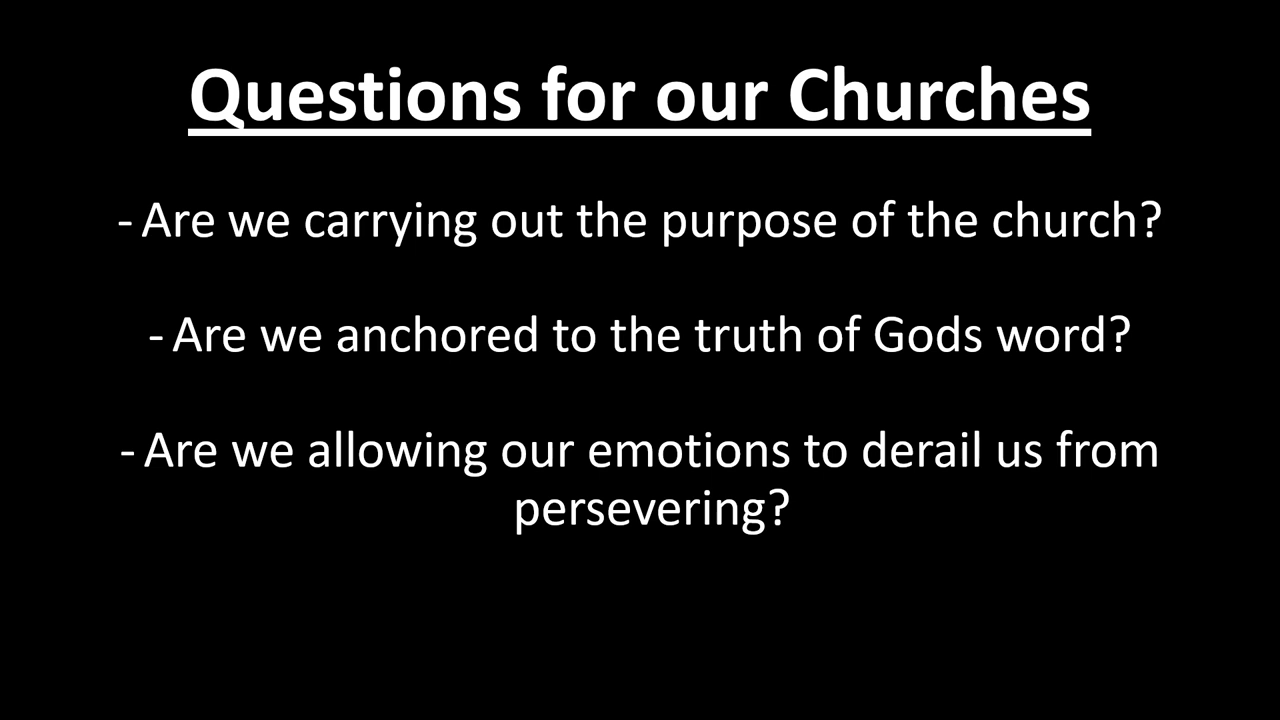 Questions for our Churches
- Are we carrying out the purpose of the church?
- Are we anchored to the truth of Gods word?
- Are we allowing our emotions to derail us from
persevering?